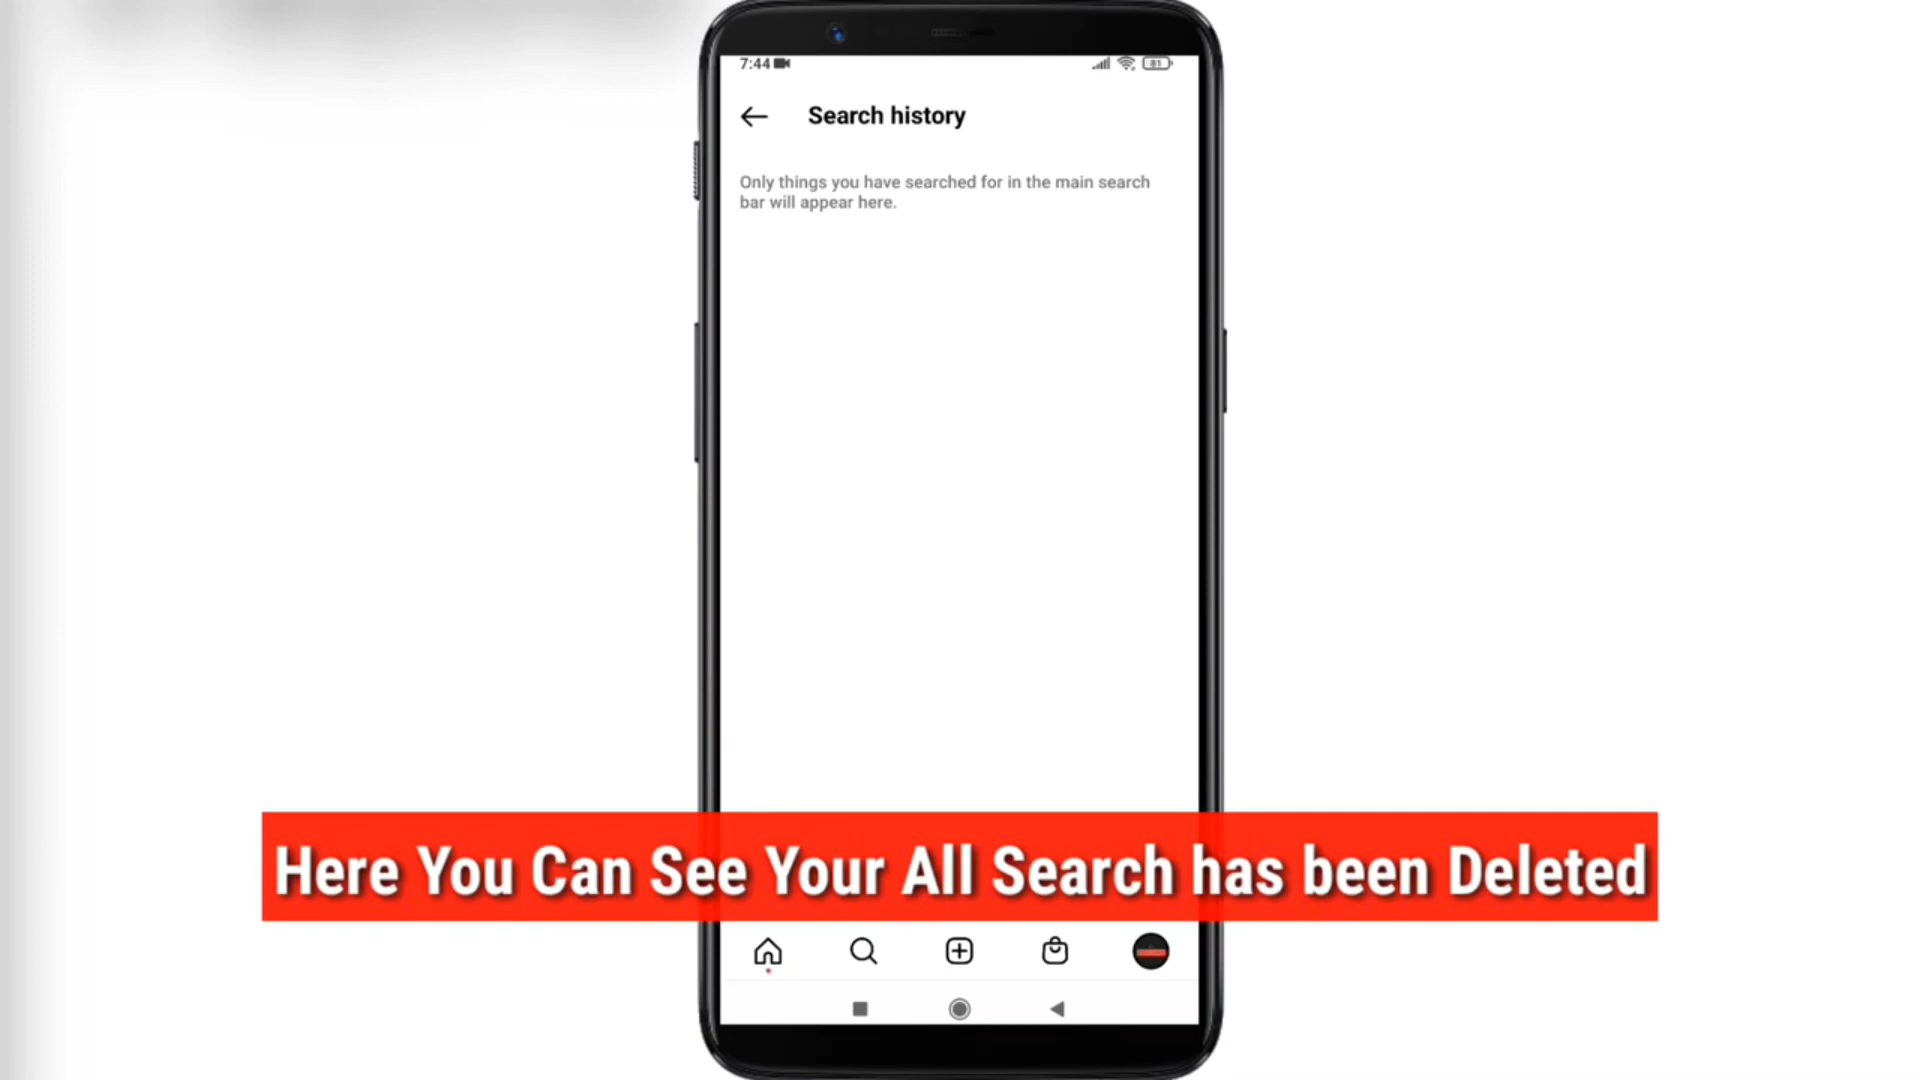 7:44
81
Search history
Only things you have searched for in the main search
bar will appear here.
Here You Can See Your All Search has been Deleted